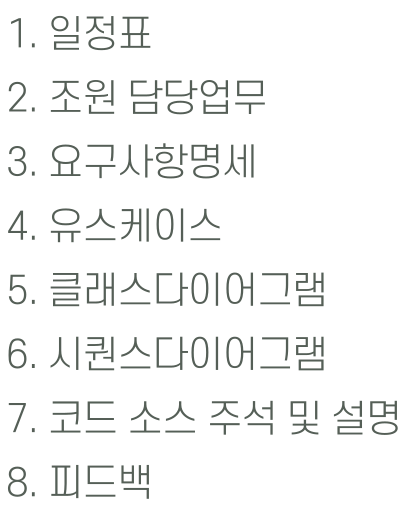 1. 일정표
2. 조원 담당업무
3. 요구사항명세
4. 유스케이스
5. 클래스다이어그램
6. 시퀀스다이어그램
7. 코드 소스 주석 및 설명
8. 피드백